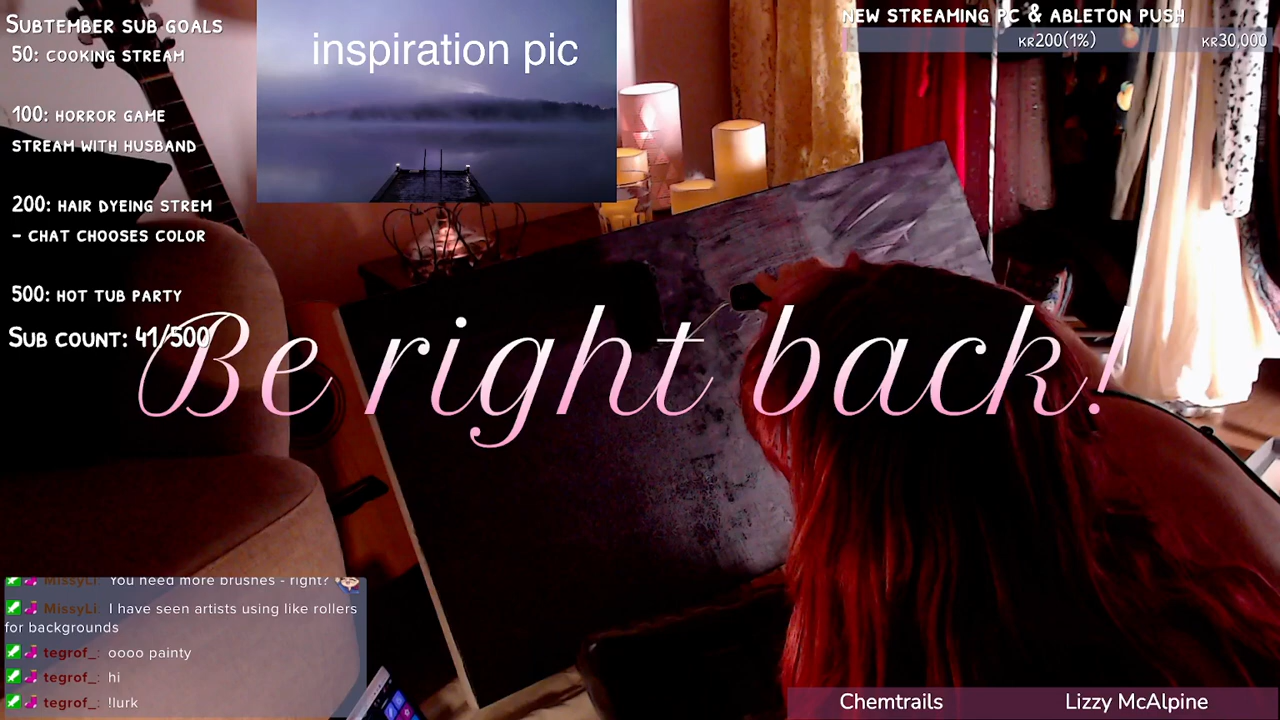 Subtember sub goals
50: cooking stream
100: horror game
stream with husband
200: hair dyeing strem
- chat chooses color
500: hot tub party
Sub count: 41/500
inspiration pic
new streaming pc & ableton push
kr200(1%)
kr30,000
Be right back!
MissyLi: You need more brushes - right?
MissyLi: I have seen artists using like rollers
for backgrounds
tegrof_: oooo painty
tegrof_: hi
tegrof_: !lurk
Chemtrails
Lizzy McAlpine